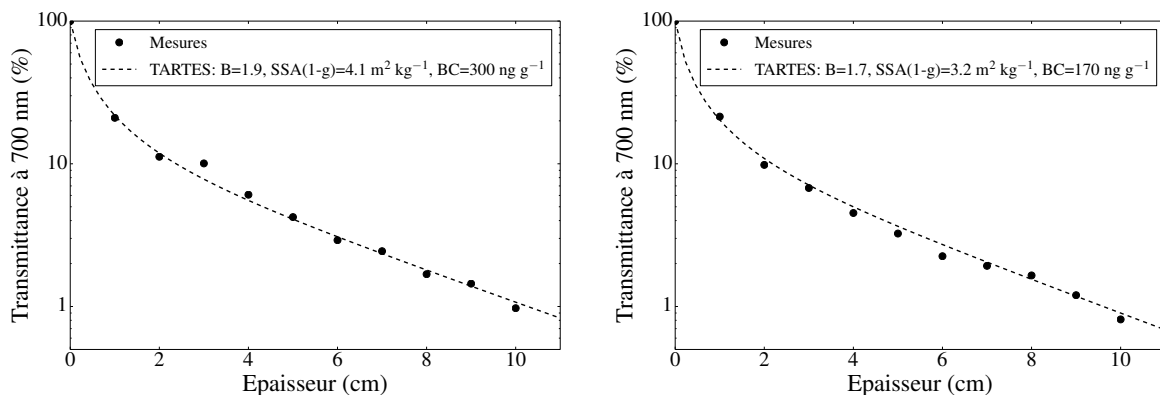 100
10
1
0
2
4
6
8
10
Transmittance à 700 nm (%)
Epaisseur (cm)
Mesures
TARTES: B=1.9, SSA(1-g)=4.1 m² kg⁻¹, BC=300 ng g⁻¹
100
10
1
0
2
4
6
8
10
Transmittance à 700 nm (%)
Epaisseur (cm)
Mesures
TARTES: B=1.7, SSA(1-g)=3.2 m² kg⁻¹, BC=170 ng g⁻¹